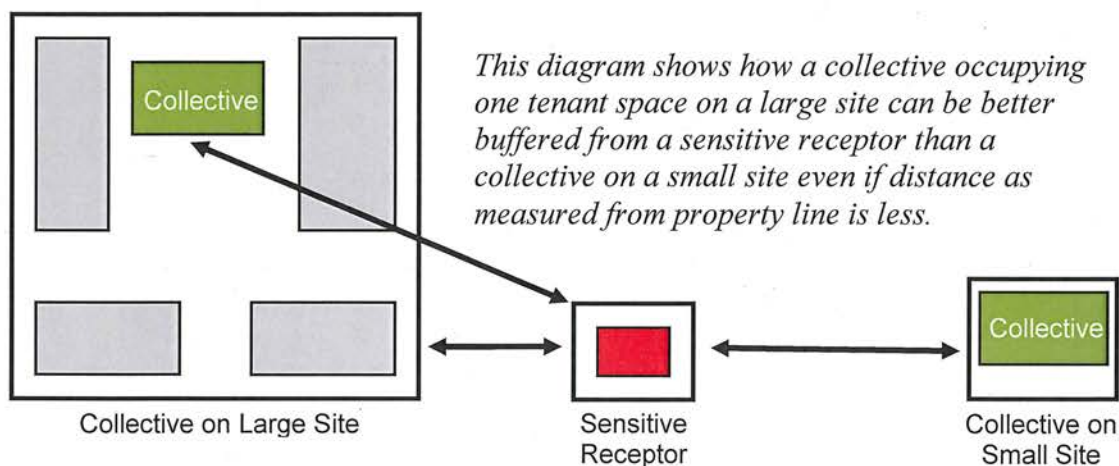 Collective
This diagram shows how a collective occupying
one tenant space on a large site can be better
buffered from a sensitive receptor than a
collective on a small site even if distance as
measured from property line is less.
Collective
Collective on Large Site
Sensitive
Receptor
Collective on
Small Site